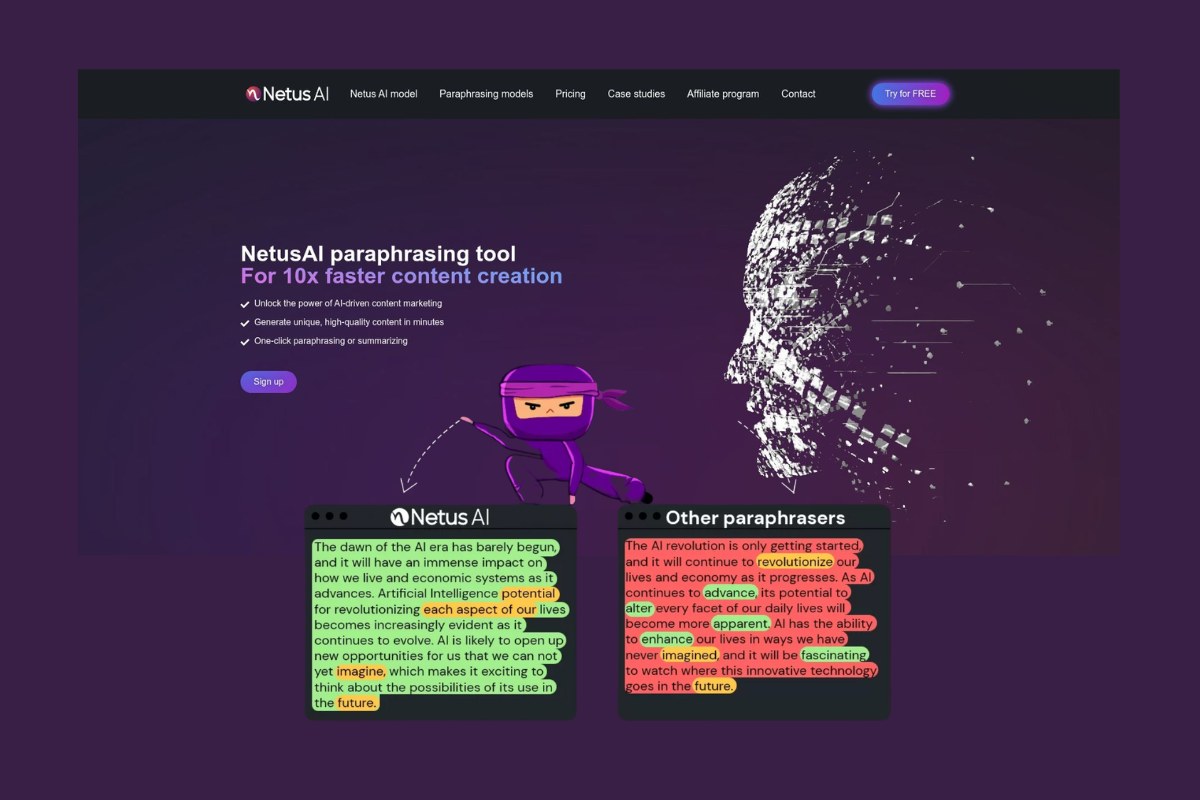 Netus AI
Netus AI model
Paraphrasing models
Pricing
Case studies
Affiliate program
Contact
Try for FREE
NetusAI paraphrasing tool
For 10x faster content creation
Unlock the power of AI-driven content marketing
Generate unique, high-quality content in minutes
One-click paraphrasing or summarizing
Sign up
Netus AI
The dawn of the AI era has barely begun,
and it will have an immense impact on
how we live and economic systems as it
advances. Artificial Intelligence potential
for revolutionizing each aspect of our lives
becomes increasingly evident as it
continues to evolve. AI is likely to open up
new opportunities for us that we can not
yet imagine, which makes it exciting to
think about the possibilities of its use in
the future.
Other paraphrasers
The AI revolution is only getting started,
and it will continue to revolutionize our
lives and economy as it progresses. As AI
continues to advance, its potential to
alter every facet of our daily lives will
become more apparent. AI has the ability
to enhance our lives in ways we have
never imagined, and it will be fascinating
to watch where this innovative technology
goes in the future.